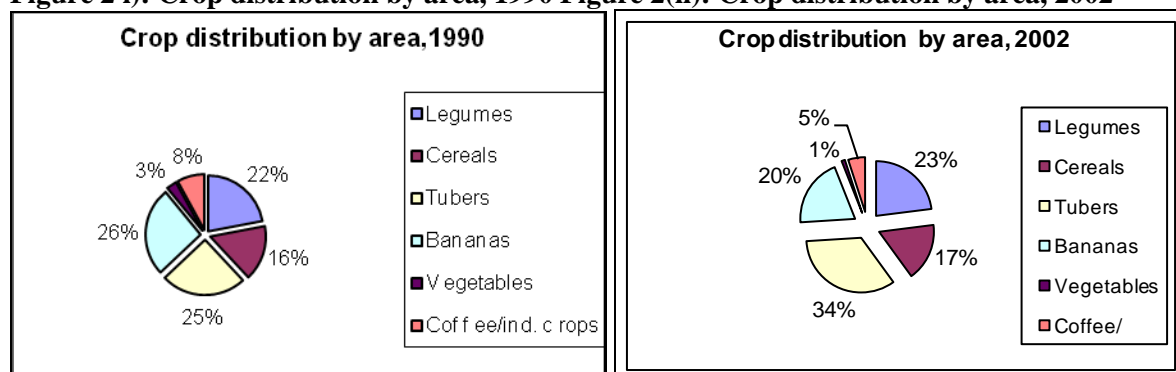 Figure 2 i): Crop distribution by area, 1990 Figure 2(ii): Crop distribution by area, 2002
Crop distribution by area,1990
Legumes
Cereals
Tubers
Bananas
Vegetables
Coffee/ind. crops
22%
16%
25%
26%
3%
8%
Crop distribution by area, 2002
Legumes
Cereals
Tubers
Bananas
Vegetables
Coffee/
23%
17%
34%
20%
1%
5%